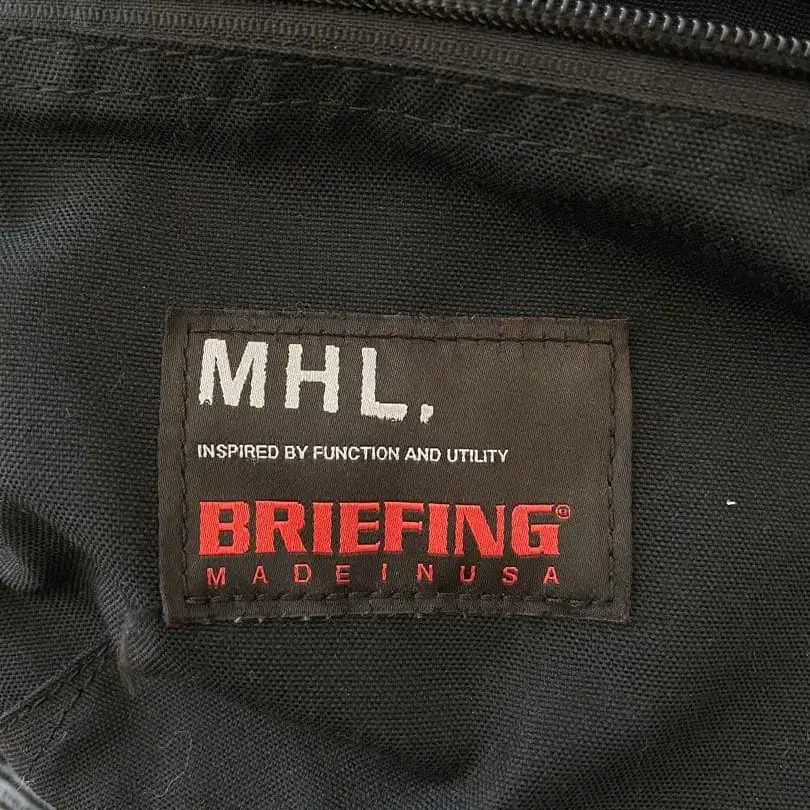 MHL.
INSPIRED BY FUNCTION AND UTILITY
BRIEFING®
MADE IN USA